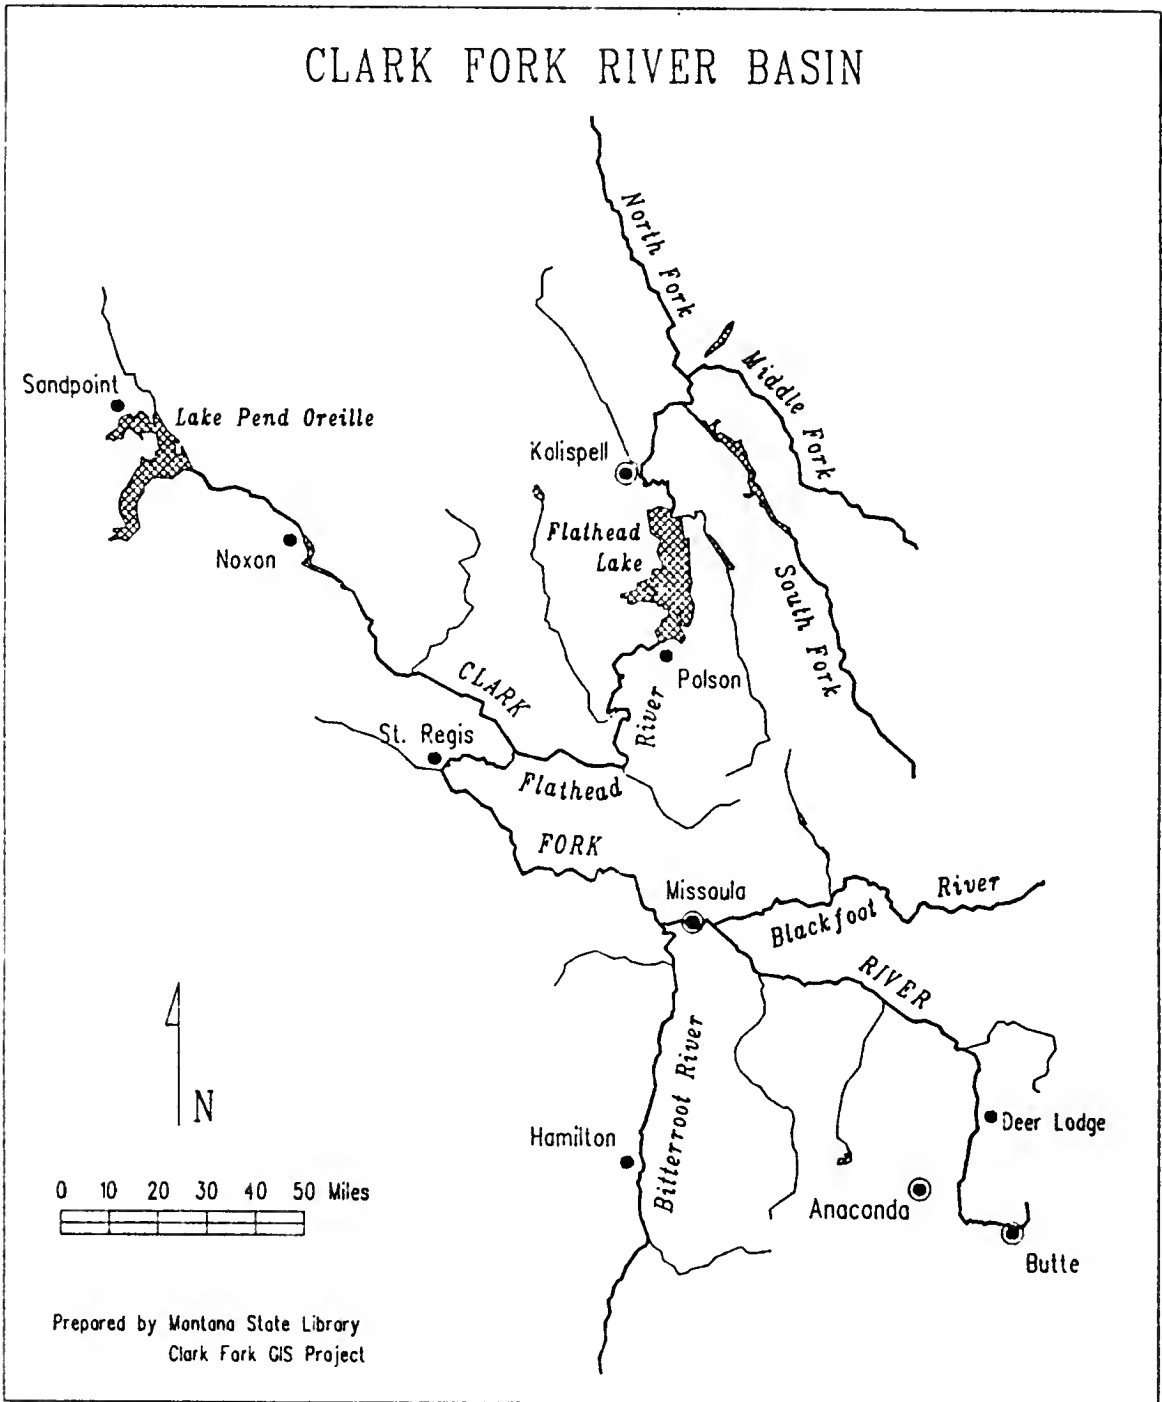 CLARK FORK RIVER BASIN
North Fork
Middle Fork
Sandpoint
Lake Pend Oreille
Kalispell
Flathead
Lake
Noxon
South Fork
CLARK
Polson
River
St. Regis
Flathead
FORK
Missoula
River
Blackfoot
RIVER
Bitterroot River
N
Deer Lodge
Hamilton
0 10 20 30 40 50 Miles
Anaconda
Butte
Prepared by Montana State Library
Clark Fork GIS Project